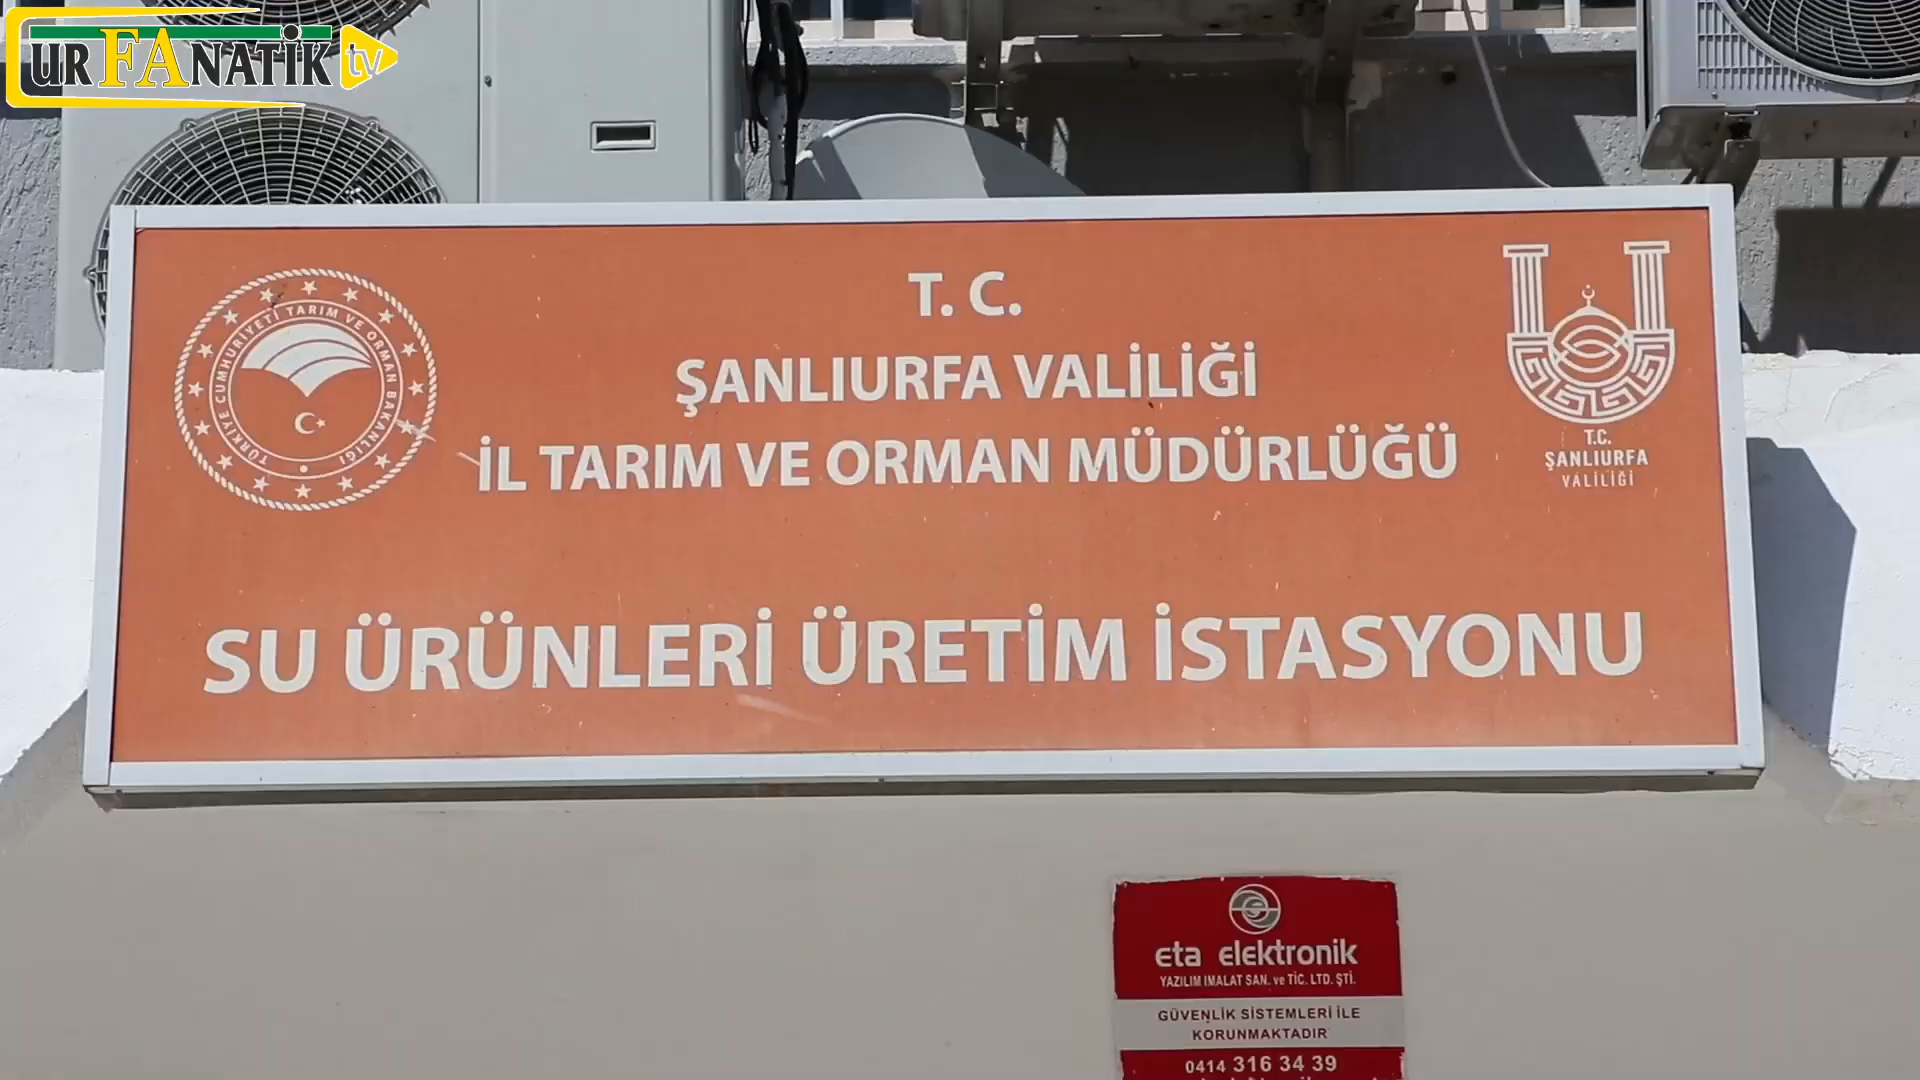 urFAnatik tv
T. C.
ŞANLIURFA VALİLİĞİ
İL TARIM VE ORMAN MÜDÜRLÜĞÜ
SU ÜRÜNLERİ ÜRETİM İSTASYONU
TÜRKİYE CUMHURİYETİ TARIM VE ORMAN BAKANLIĞI
T.C.
ŞANLIURFA
VALİLİĞİ
eta elektronik
YAZILIM IMALAT SAN. ve TİC. LTD. ŞTİ.
GÜVENLİK SİSTEMLERİ İLE
KORUNMAKTADIR
0414 316 34 39